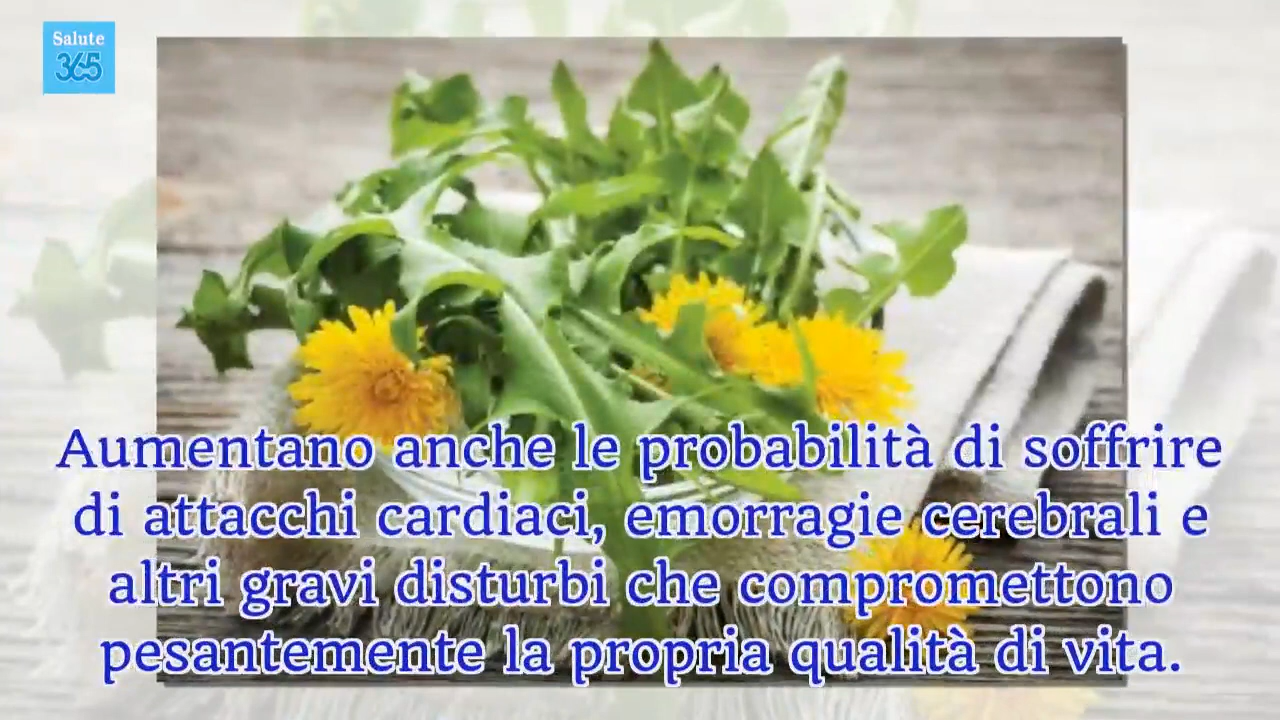 Salute
365
Aumentano anche le probabilità di soffrire
di attacchi cardiaci, emorragie cerebrali e
altri gravi disturbi che compromettono
pesantemente la propria qualità di vita.